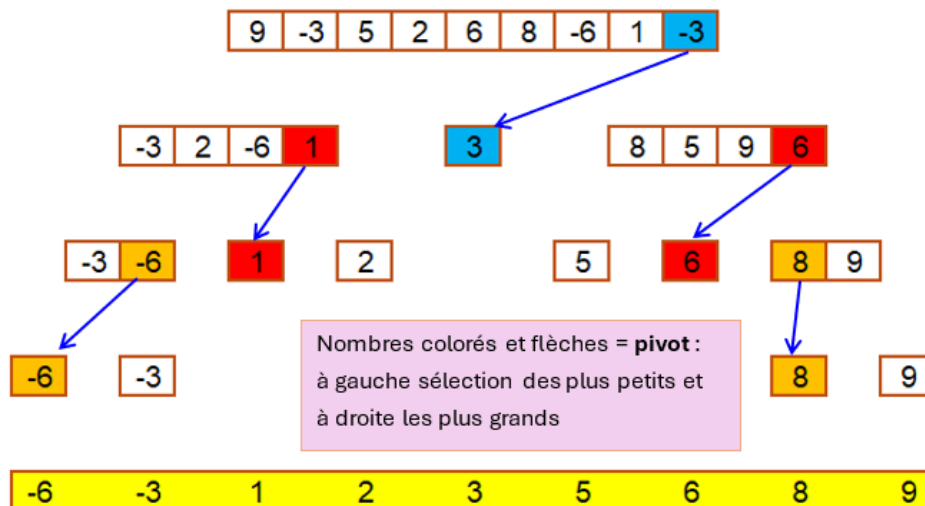 9 -3 5 2 6 8 -6 1 -3
-3 2 -6 1 3 8 5 9 6
-3 -6 1 2 5 6 8 9
Nombres colorés et flèches = pivot :
à gauche sélection des plus petits et
à droite les plus grands
-6 -3 8 9
-6 -3 1 2 3 5 6 8 9